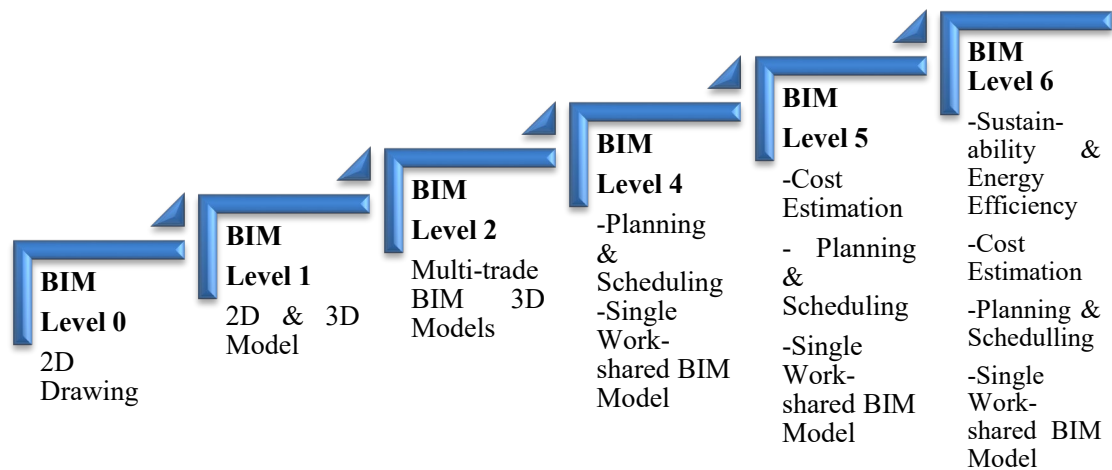 BIM
Level 0
2D
Drawing
BIM
Level 1
2D & 3D
Model
BIM
Level 2
Multi-trade
BIM 3D
Models
BIM
Level 4
-Planning
&
Scheduling
-Single
Work-
shared BIM
Model
BIM
Level 5
-Cost
Estimation
- Planning
&
Scheduling
-Single
Work-
shared BIM
Model
BIM
Level 6
-Sustain-
ability &
Energy
Efficiency
-Cost
Estimation
-Planning &
Schedulling
-Single
Work-
shared BIM
Model